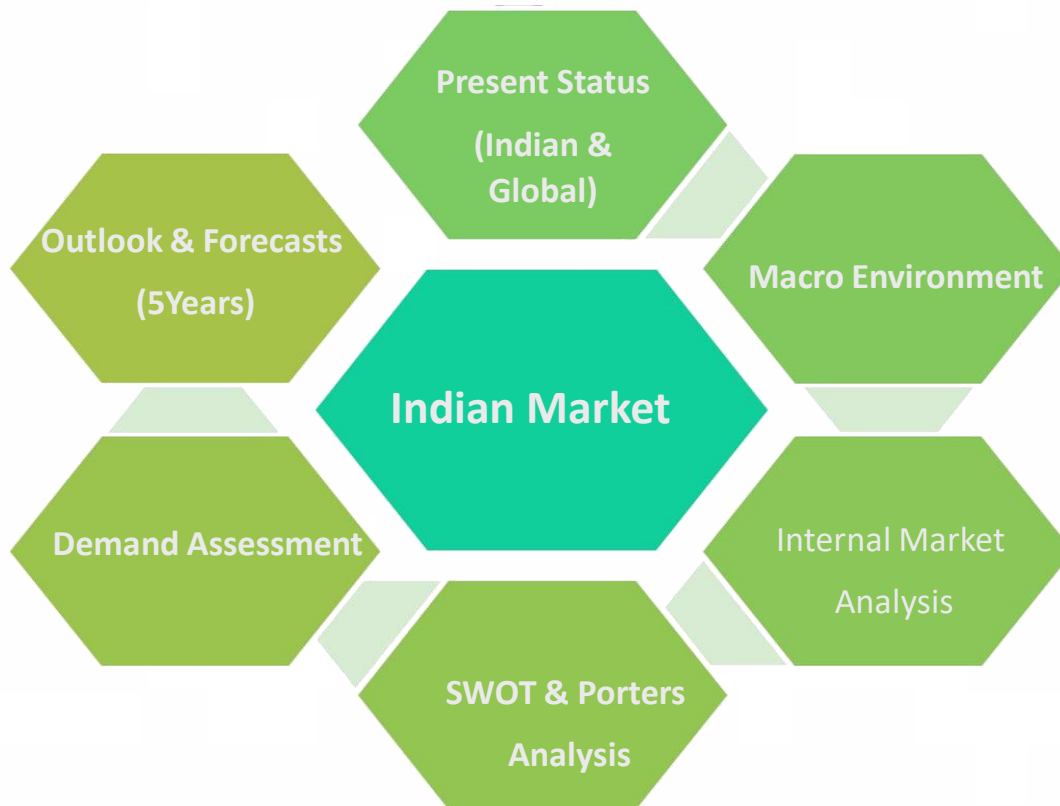 Present Status
(Indian &
Global)
Macro Environment
Internal Market
Analysis
SWOT & Porters
Analysis
Demand Assessment
Outlook & Forecasts
(5Years)
Indian Market